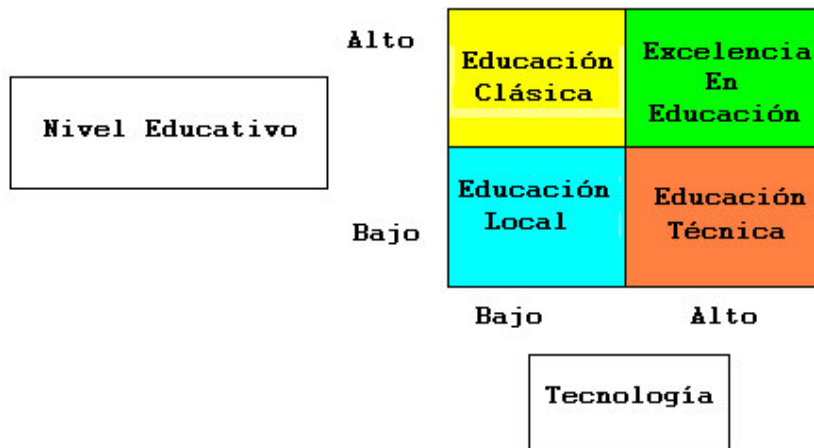 Alto
Educación
Clásica
Excelencia
En
Educación
Nivel Educativo
Bajo
Educación
Local
Educación
Técnica
Bajo
Alto
Tecnología